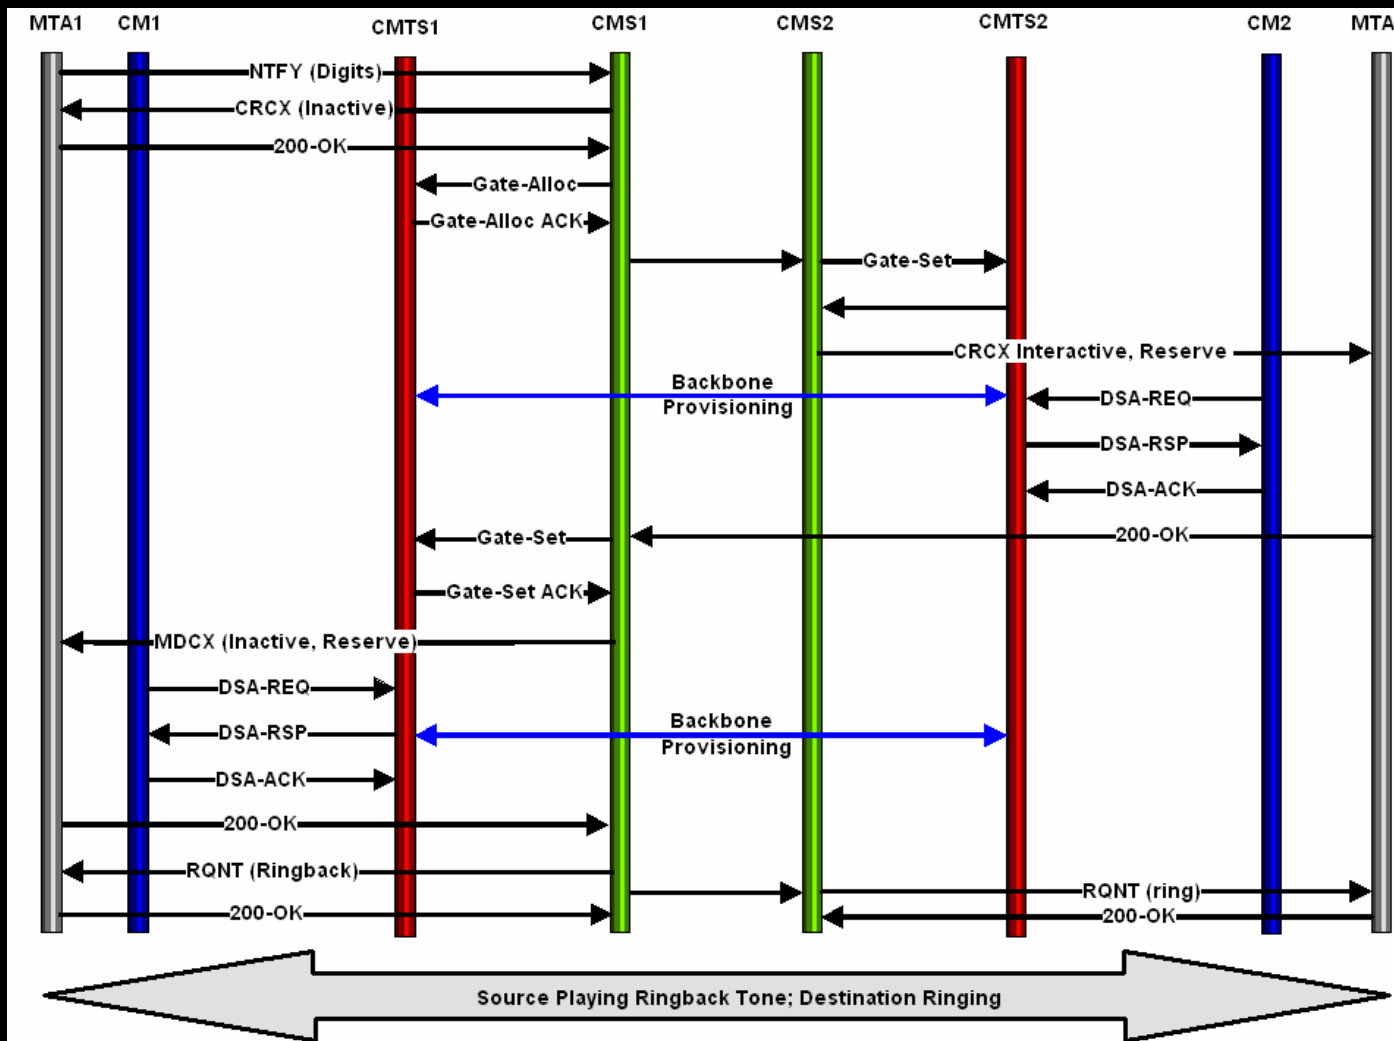 MTA1 CM1 CMTS1 CMS1 CMS2 CMTS2 CM2 MTA
NTFY (Digits)
CRCX (Inactive)
200-OK
Gate-Alloc
Gate-Alloc ACK
Gate-Set
CRCX Interactive, Reserve
Backbone
Provisioning
DSA-REQ
DSA-RSP
DSA-ACK
Gate-Set
200-OK
Gate-Set ACK
MDCX (Inactive, Reserve)
DSA-REQ
DSA-RSP
Backbone
Provisioning
DSA-ACK
200-OK
RQNT (Ringback)
RQNT (ring)
200-OK
200-OK
Source Playing Ringback Tone; Destination Ringing